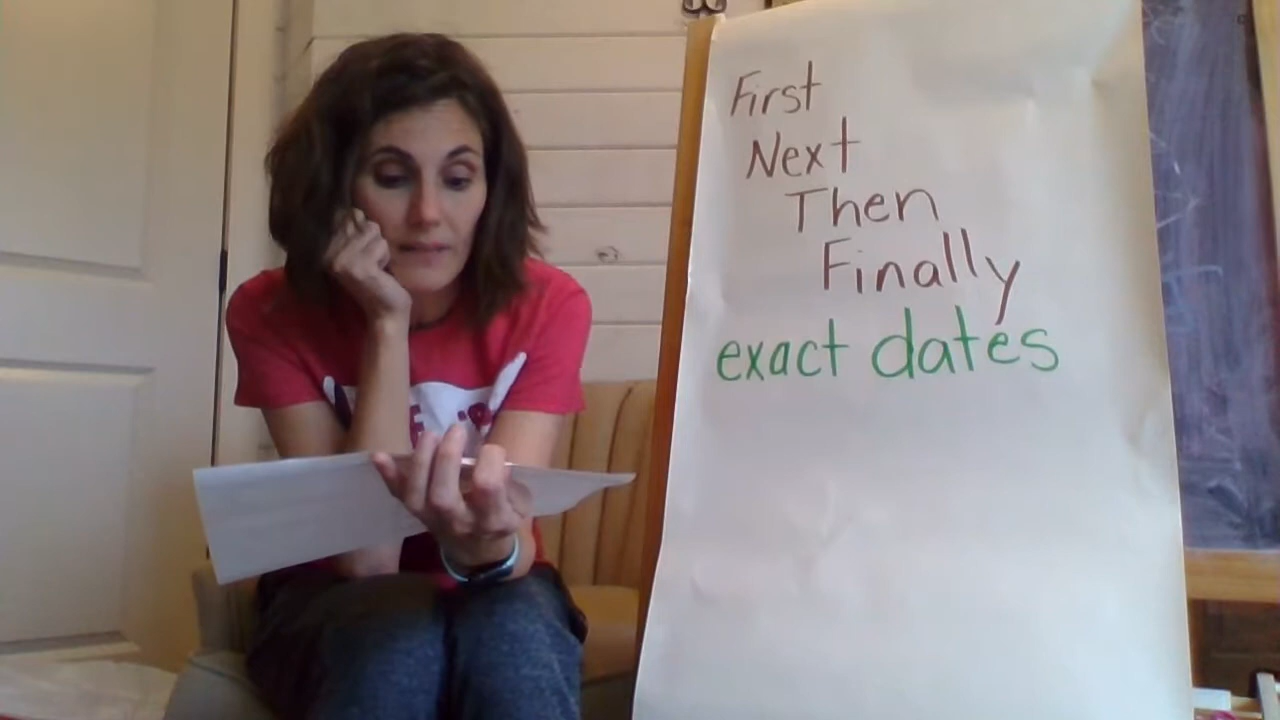 First
Next
Then
Finally
exact dates